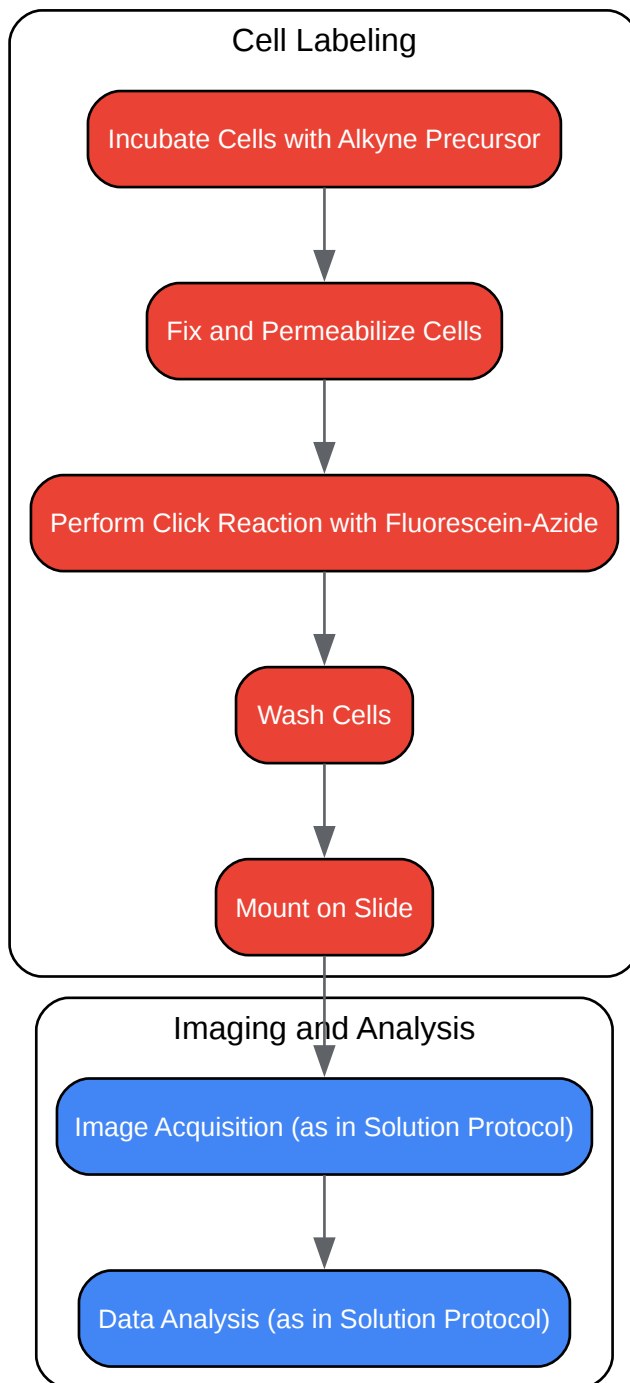 Cell Labeling
Incubate Cells with Alkyne Precursor
Fix and Permeabilize Cells
Perform Click Reaction with Fluorescein-Azide
Wash Cells
Mount on Slide
Imaging and Analysis
Image Acquisition (as in Solution Protocol)
Data Analysis (as in Solution Protocol)